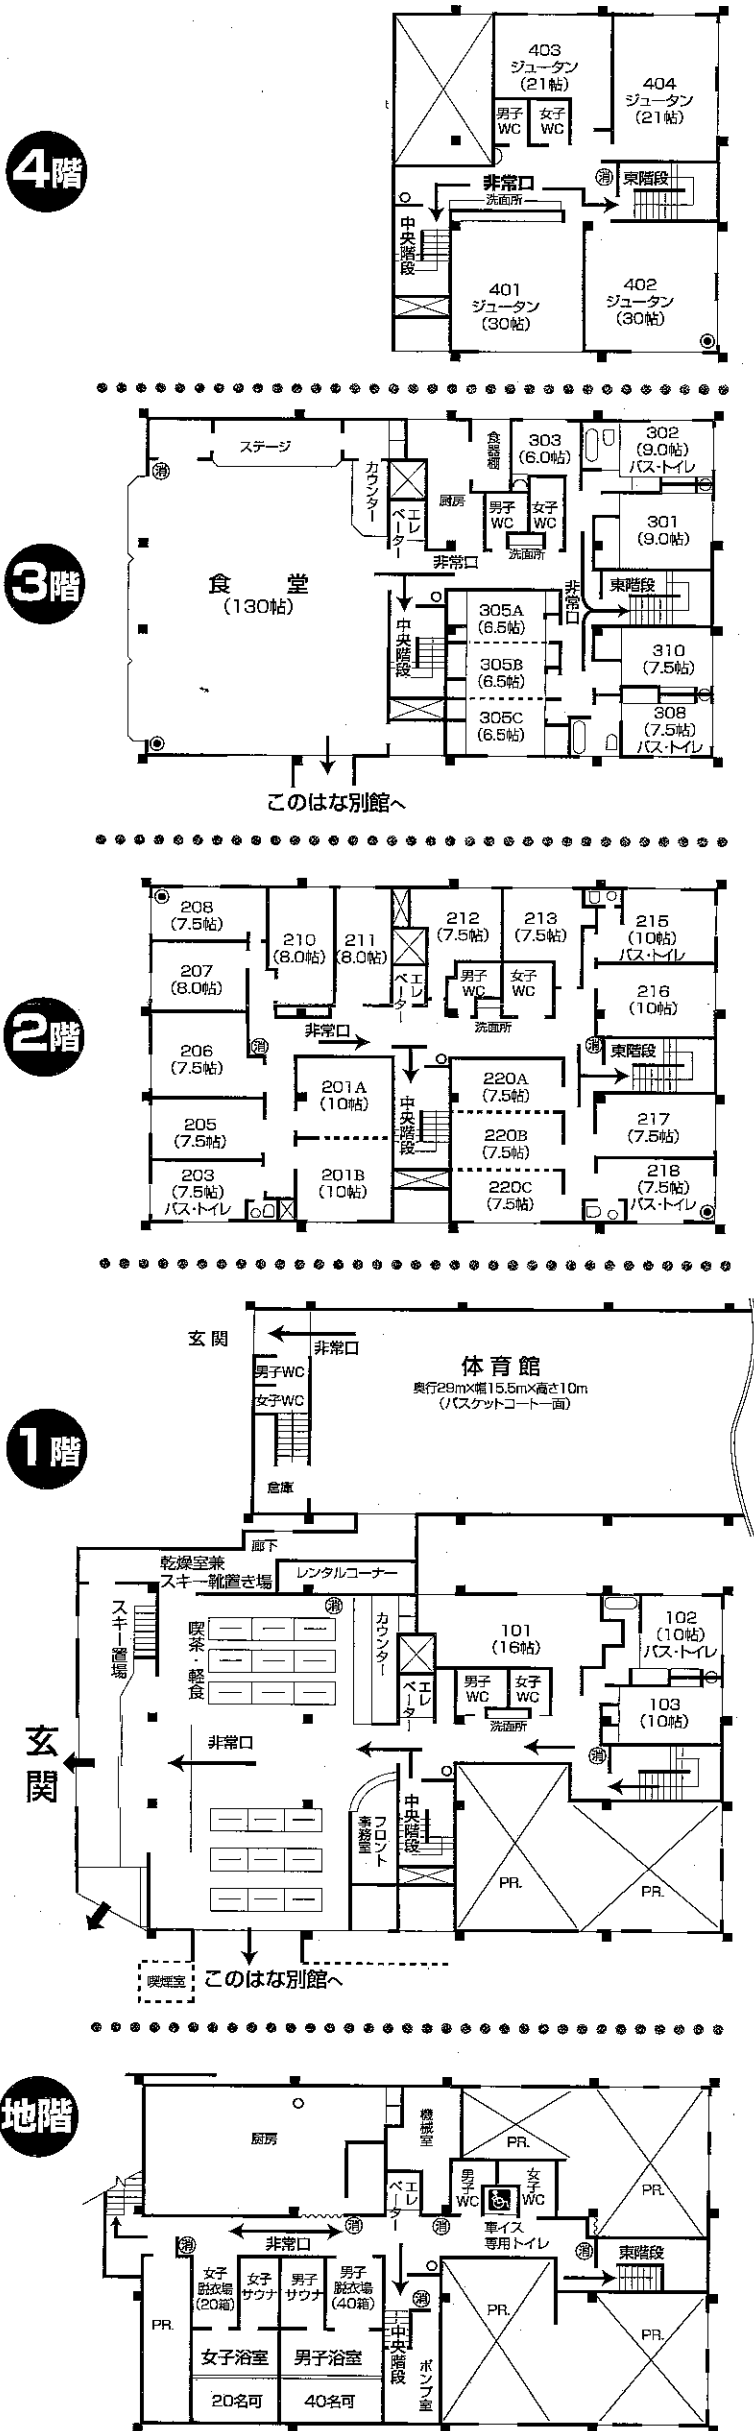 4階
403
ジュータン
(21帖)
404
ジュータン
(21帖)
男子
WC
女子
WC
非常口
洗面所
消
東階段
中央階段
401
ジュータン
(30帖)
402
ジュータン
(30帖)
3階
ステージ
消
カウンター
食器棚
303
(6.0帖)
302
(9.0帖)
バス・トイレ
エレベーター
厨房
男子
WC
女子
WC
洗面所
301
(9.0帖)
非常口
食堂
(130帖)
非常口
東階段
中央階段
305A
(6.5帖)
305B
(6.5帖)
305C
(6.5帖)
310
(7.5帖)
308
(7.5帖)
バス・トイレ
このはな別館へ
2階
208
(7.5帖)
210
(8.0帖)
211
(8.0帖)
212
(7.5帖)
213
(7.5帖)
215
(10帖)
バス・トイレ
207
(8.0帖)
エレベーター
男子
WC
女子
WC
216
(10帖)
洗面所
非常口
206
(7.5帖)
消
消
東階段
201A
(10帖)
中央階段
220A
(7.5帖)
205
(7.5帖)
220B
(7.5帖)
217
(7.5帖)
203
(7.5帖)
バス・トイレ
201B
(10帖)
220C
(7.5帖)
218
(7.5帖)
バス・トイレ
1階
玄関
非常口
男子WC
女子WC
体育館
奥行29m×幅15.5m×高さ10m
(バスケットコート一面)
倉庫
廊下
乾燥室兼
スキー靴置き場
レンタルコーナー
スキー置場
喫茶・軽食
消
カウンター
101
(16帖)
102
(10帖)
バス・トイレ
エレベーター
男子
WC
女子
WC
洗面所
103
(10帖)
玄関
非常口
消
フロント
事務室
中央階段
PR.
PR.
喫煙室
このはな別館へ
地階
厨房
機械室
PR.
PR.
エレベーター
男子
WC
女子
WC
車イス
専用トイレ
消
消
消
消
非常口
東階段
女子
脱衣場
(20箱)
女子
サウナ
男子
サウナ
男子
脱衣場
(40箱)
消
PR.
女子浴室
男子浴室
中央階段
ポンプ室
PR.
PR.
20名可
40名可